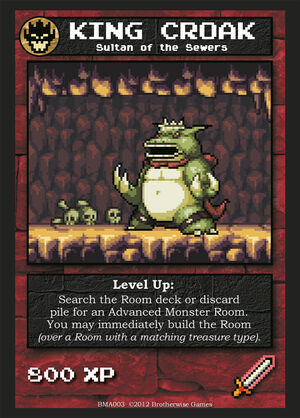 KING CROAK
Sultan of the Sewers
Level Up:
Search the Room deck or discard
pile for an Advanced Monster Room.
You may immediately build the Room
(over a Room with a matching treasure type).
800 XP
BMA003 ©2012 Brotherwise Games